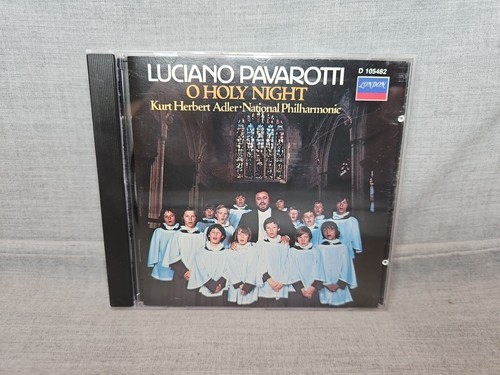 LUCIANO PAVAROTTI
D 105482
LONDON
O HOLY NIGHT
Kurt Herbert Adler·National Philharmonic